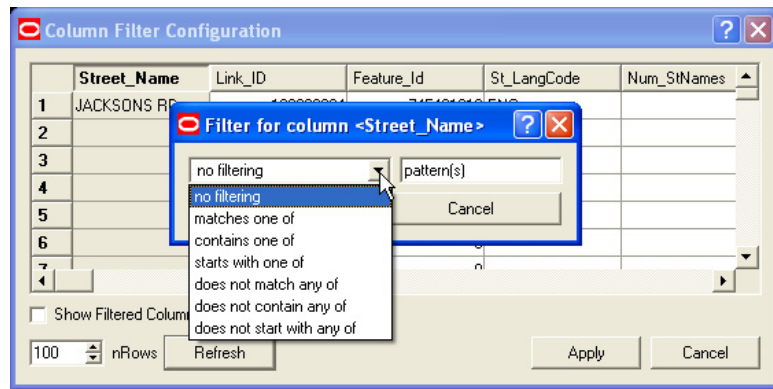 Column Filter Configuration
Street_Name Link_ID Feature_Id St_LangCode Num_StNames
1 JACKSONS RD
2
Filter for column <Street_Name>
3
no filtering pattern(s)
4
no filtering
Cancel
5
matches one of
6
contains one of
starts with one of
does not match any of
Show Filtered
does not contain any of
does not start with any of
100 nRows Refresh Apply Cancel